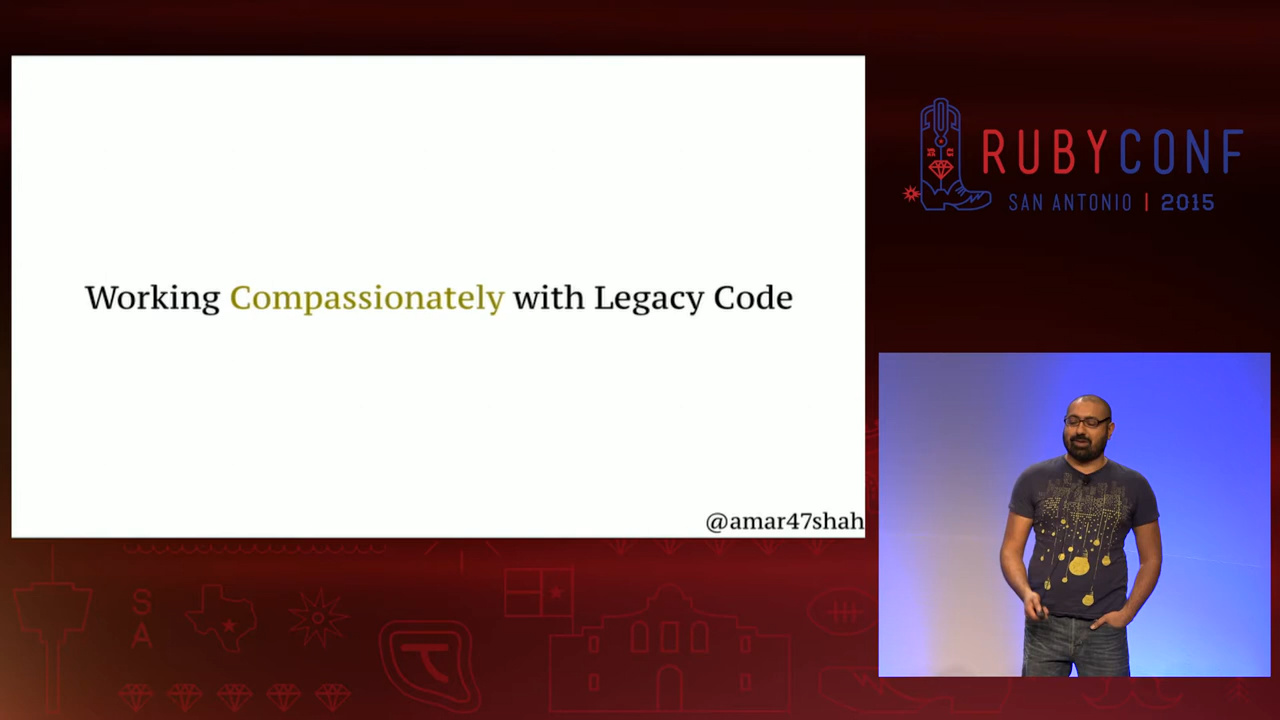 Working Compassionately with Legacy Code
@amar47shah
RUBYCONF
SAN ANTONIO | 2015
S
A